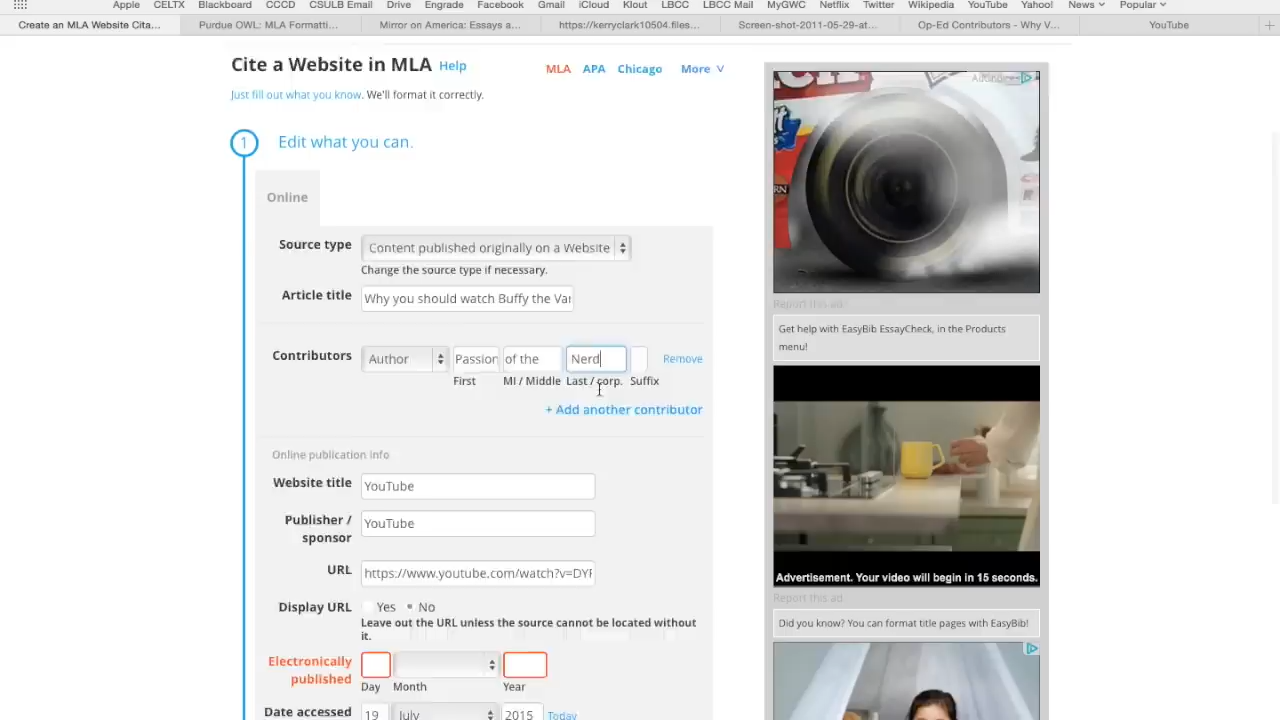 Apple CELTX Blackboard CCCD CSULB Email Drive Engrade Facebook Gmail iCloud Klout LBCC LBCC Mail MyGWC Netflix Twitter Wikipedia YouTube Yahoo! News Popular
Create an MLA Website Cita... Purdue OWL: MLA Formatti... Mirror on America: Essays a... https://kerryclark10504.files... Screen-shot-2011-05-29-at... Op-Ed Contributors - Why V... YouTube
Cite a Website in MLA Help MLA APA Chicago More
Just fill out what you know. We'll format it correctly.
1 Edit what you can.
Online
Source type Content published originally on a Website
Change the source type if necessary.
Article title Why you should watch Buffy the Var
Contributors Author Passion of the Nerd Remove
First MI / Middle Last / corp. Suffix
+ Add another contributor
Online publication info
Website title YouTube
Publisher / sponsor YouTube
URL https://www.youtube.com/watch?v=DYF
Display URL Yes No
Leave out the URL unless the source cannot be located without
it.
Electronically published
Day Month Year
Date accessed 19 July 2015 Today
Report this ad
Get help with EasyBib EssayCheck, in the Products
menu!
Advertisement. Your video will begin in 15 seconds.
Report this ad
Did you know? You can format title pages with EasyBib!